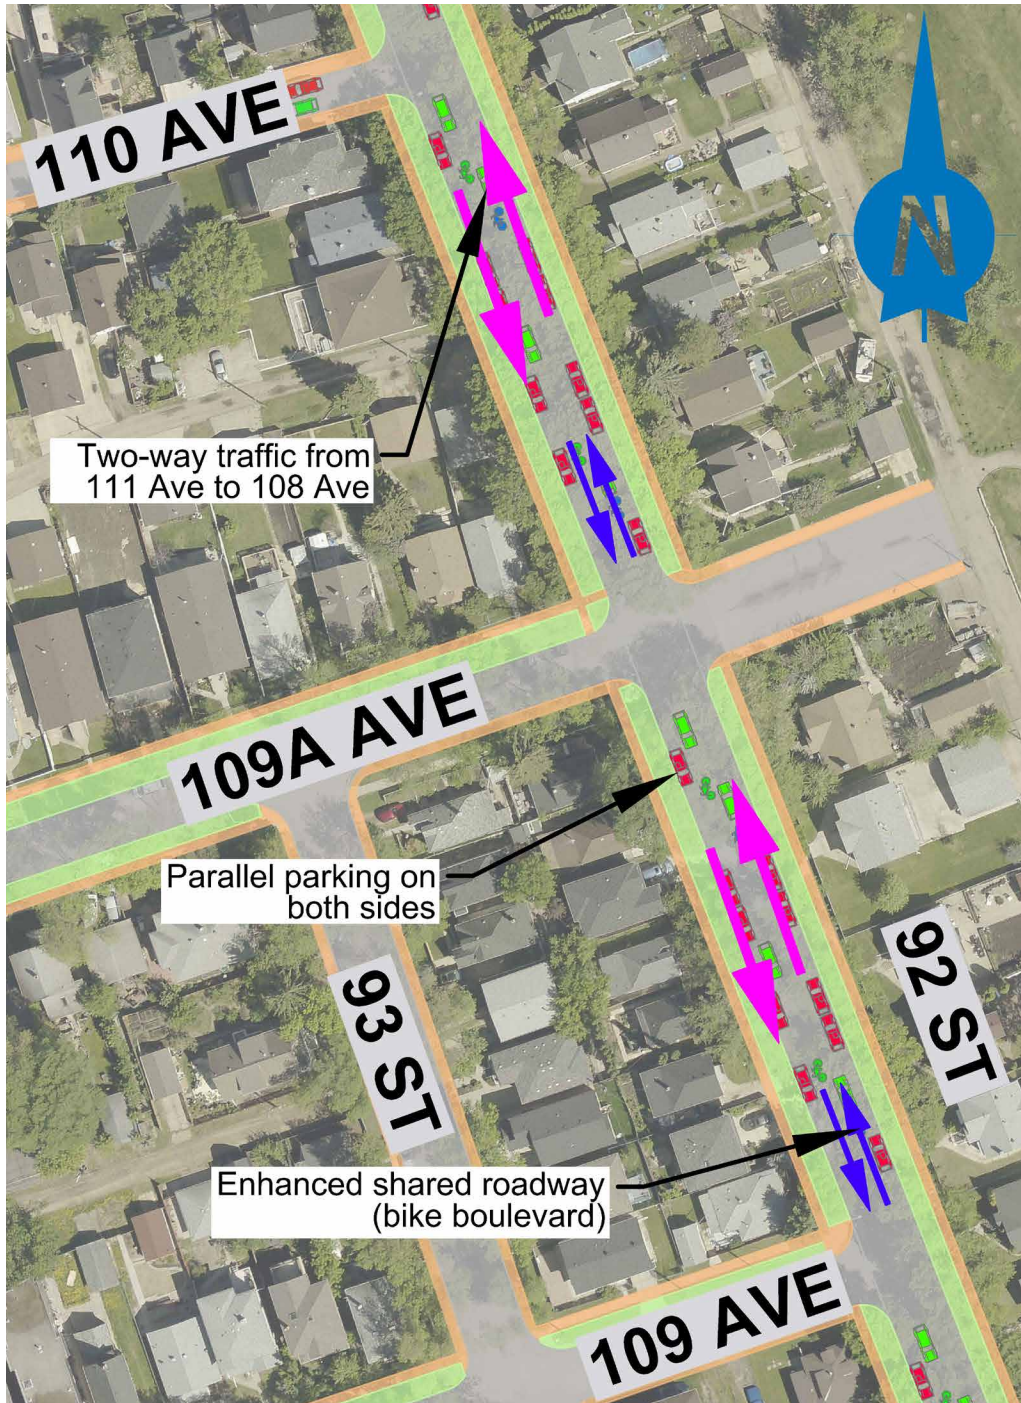 110 AVE
N
Two-way traffic from
111 Ave to 108 Ave
109A AVE
Parallel parking on
both sides
92 ST
93 ST
Enhanced shared roadway
(bike boulevard)
109 AVE